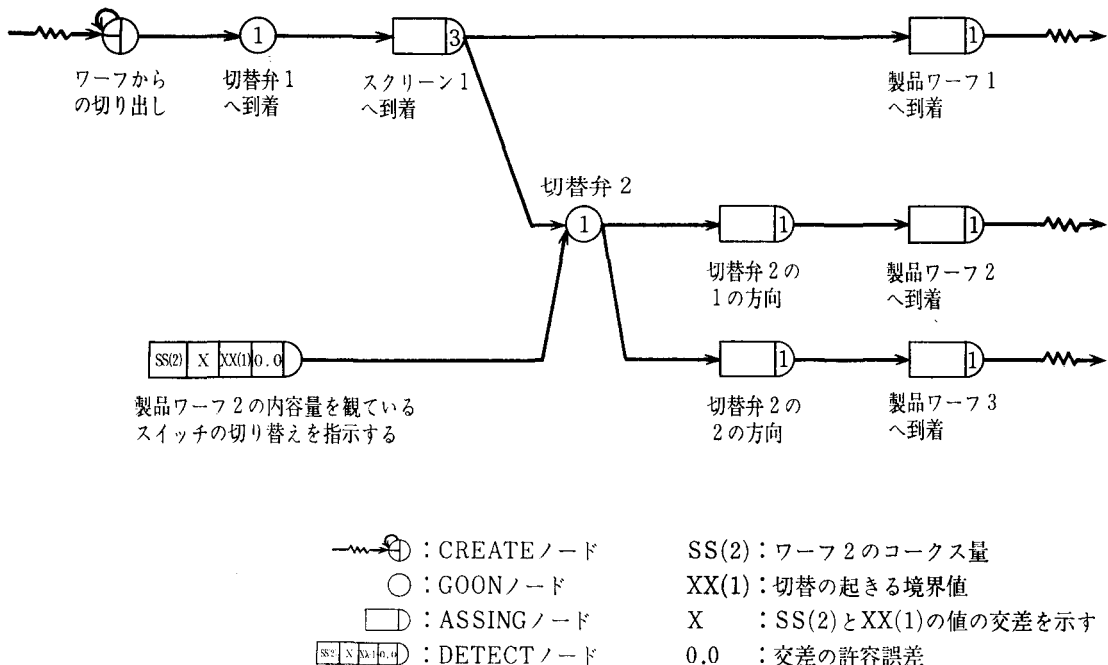 1
3
1
ワーフから
の切り出し
切替弁1
へ到着
スクリーン1
へ到着
製品ワーフ1
へ到着
切替弁2
1
1
1
切替弁2の
1の方向
製品ワーフ2
へ到着
SS(2) X XX(1) 0.0
1
1
製品ワーフ2の内容量を観ている
スイッチの切り替えを指示する
切替弁2の
2の方向
製品ワーフ3
へ到着
:CREATEノード
SS(2):ワーフ2のコークス量
:GOONノード
XX(1):切替の起きる境界値
:ASSINGノード
X :SS(2)とXX(1)の値の交差を示す
:DETECTノード
0.0 :交差の許容誤差